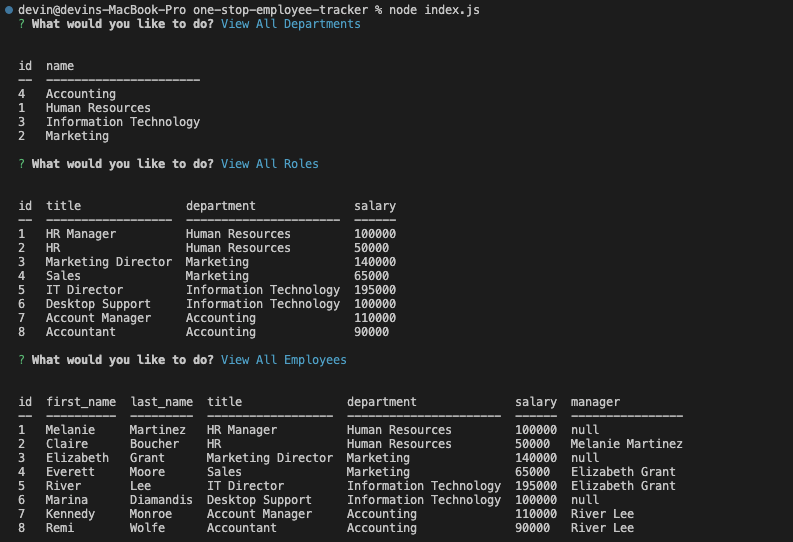 devin@devins-MacBook-Pro one-stop-employee-tracker % node index.js
? What would you like to do? View All Departments
id  name
--  ----------------------
4   Accounting
1   Human Resources
3   Information Technology
2   Marketing
? What would you like to do? View All Roles
id  title               department              salary
--  ------------------  ----------------------  ------
1   HR Manager          Human Resources         100000
2   HR                  Human Resources         50000
3   Marketing Director  Marketing               140000
4   Sales               Marketing               65000
5   IT Director         Information Technology  195000
6   Desktop Support     Information Technology  100000
7   Account Manager     Accounting              110000
8   Accountant          Accounting              90000
? What would you like to do? View All Employees
id  first_name  last_name  title               department              salary  manager
--  ----------  ---------  ------------------  ----------------------  ------  ----------------
1   Melanie     Martinez   HR Manager          Human Resources         100000  null
2   Claire      Boucher    HR                  Human Resources         50000   Melanie Martinez
3   Elizabeth   Grant      Marketing Director  Marketing               140000  null
4   Everett     Moore      Sales               Marketing               65000   Elizabeth Grant
5   River       Lee        IT Director         Information Technology  195000  Elizabeth Grant
6   Marina      Diamandis  Desktop Support     Information Technology  100000  null
7   Kennedy     Monroe     Account Manager     Accounting              110000  River Lee
8   Remi        Wolfe      Accountant          Accounting              90000   River Lee